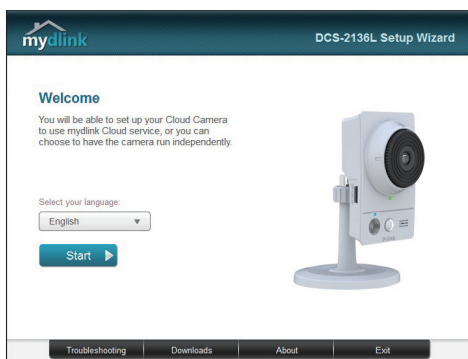 mydlink
DCS-2136L Setup Wizard
Welcome
You will be able to set up your Cloud Camera
to use mydlink Cloud service, or you can
choose to have the camera run independently.
Select your language:
English
Start
D-Link
Troubleshooting
Downloads
About
Exit